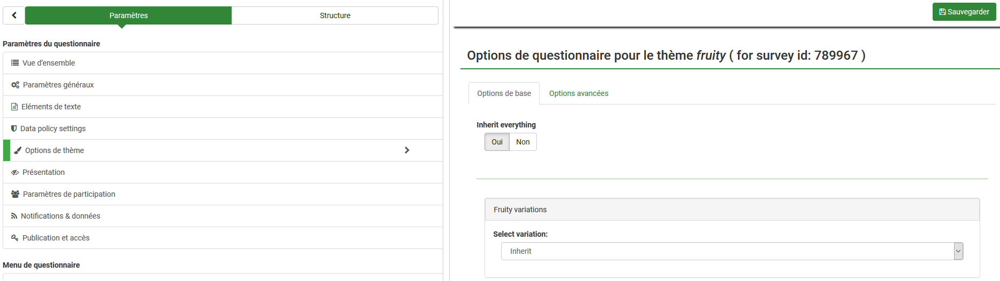 Paramètres
Structure
Paramètres du questionnaire
Vue d’ensemble
Paramètres généraux
Eléments de texte
Data policy settings
Options de thème
Présentation
Paramètres de participation
Notifications & données
Publication et accès
Menu de questionnaire
Sauvegarder
Options de questionnaire pour le thème fruity ( for survey id: 789967 )
Options de base
Options avancées
Inherit everything
Oui
Non
Fruity variations
Select variation:
Inherit